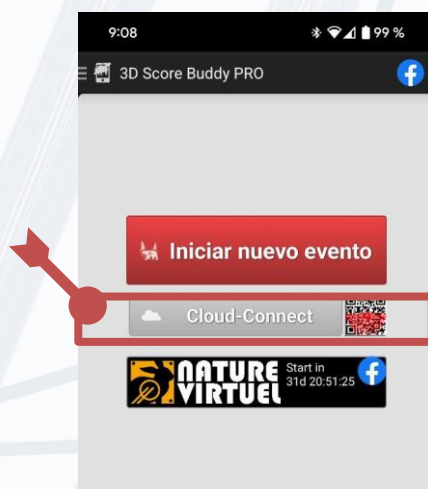 9:08
99 %
3D Score Buddy PRO
Iniciar nuevo evento
Cloud-Connect
NATURE
VIRTUEL
Start in
31d 20:51:25